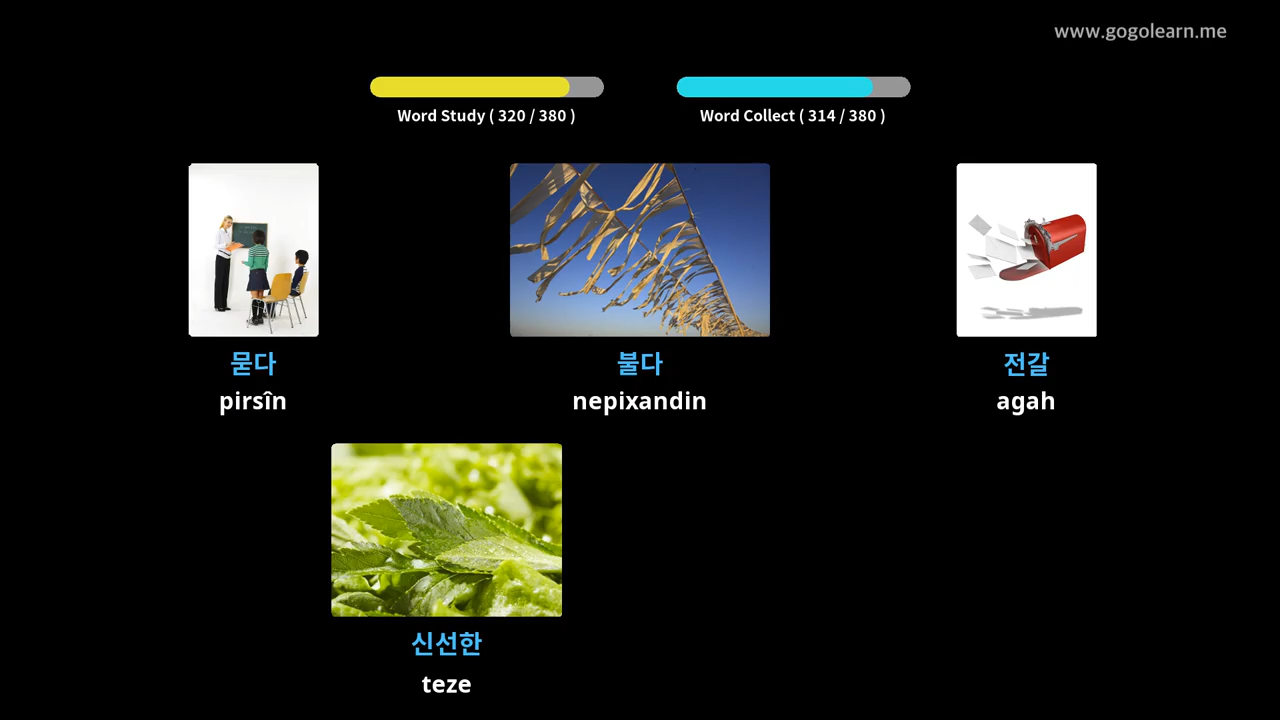 www.gogolearn.me
Word Study ( 320 / 380 )
Word Collect ( 314 / 380 )
묻다
pirsîn
불다
nepixandin
전갈
agah
신선한
teze